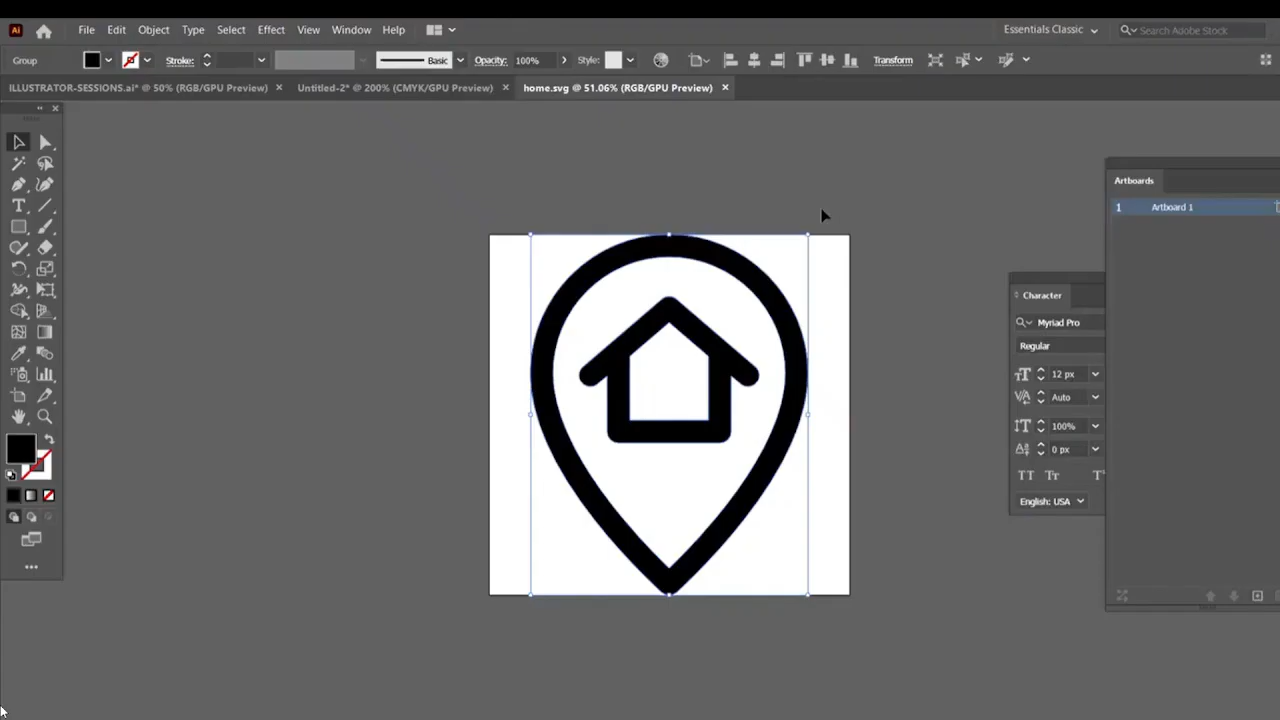 Ai File Edit Object Type Select Effect View Window Help Essentials Classic Search Adobe Stock
Group Stroke: Basic Opacity: 100% Style: Transform
ILLUSTRATOR-SESSIONS.ai* @ 50% (RGB/GPU Preview) × Untitled-2* @ 200% (CMYK/GPU Preview) × home.svg @ 51.06% (RGB/GPU Preview) ×
Artboards
1 Artboard 1
Character
Myriad Pro
Regular
12 px
Auto
100%
0 px
TT Tr T
English: USA